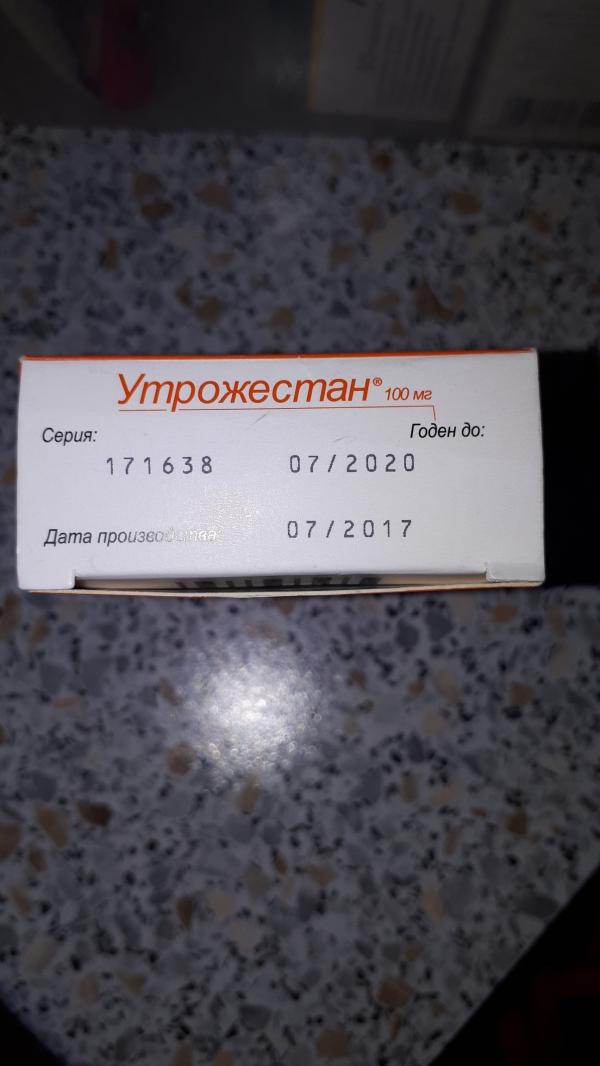 Утрожестан® 100 мг
Серия: Годен до:
171638 07/2020
Дата производства: 07/2017